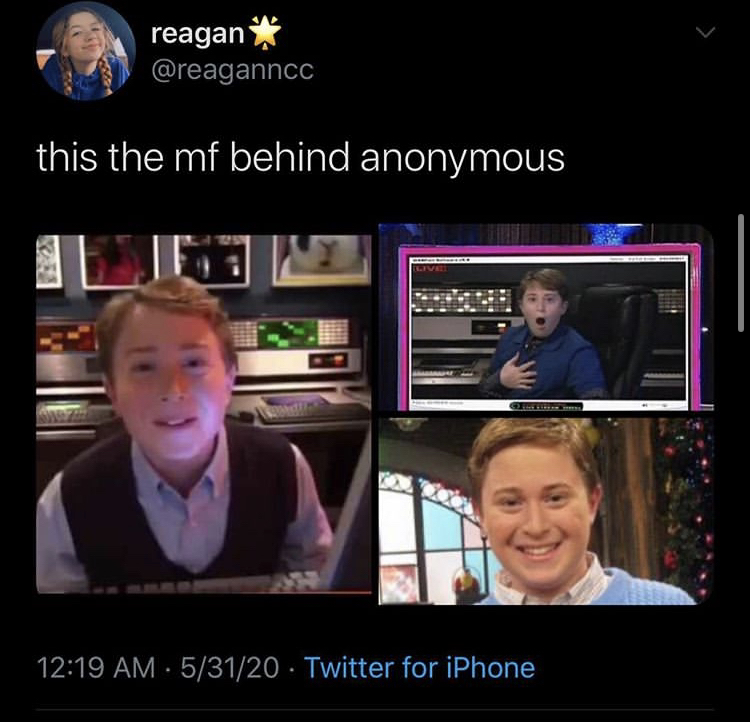 reagan🌟
@reaganncc
this the mf behind anonymous
LIVE!
12:19 AM · 5/31/20 · Twitter for iPhone